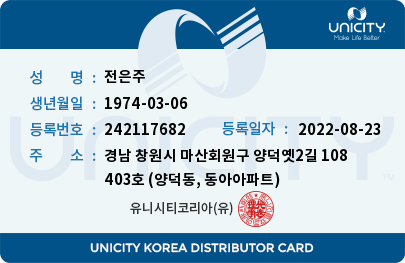 UNICITY
Make Life Better
성 명 : 전은주
생년월일 : 1974-03-06
등록번호 : 242117682 등록일자 : 2022-08-23
주 소 : 경남 창원시 마산회원구 양덕옛2길 108
403호 (양덕동, 동아아파트)
유니시티코리아(유)
UNICITY
TM
UNICITY KOREA DISTRIBUTOR CARD